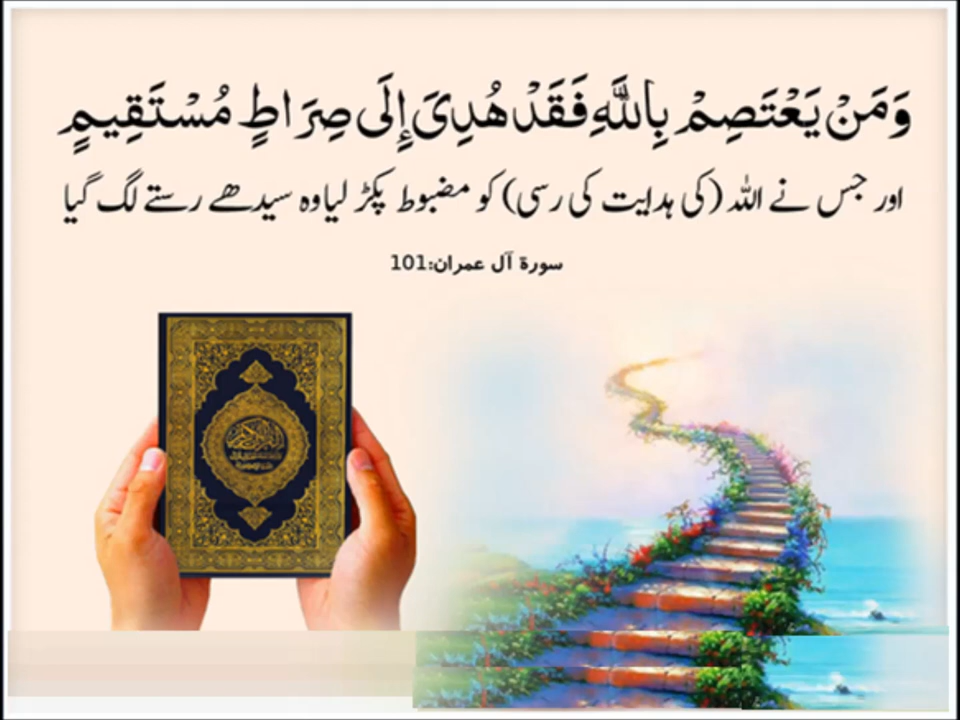 وَمَنْ يَعْتَصِمْ بِاللَّهِ فَقَدْ هُدِىَ إِلَى صِرَاطٍ مُسْتَقِيمٍ
اور جس نے اللہ (کی ہدایت کی رسی) کو مضبوط پکڑ لیا وہ سیدھے رستے لگ گیا
سورة آل عمران:101